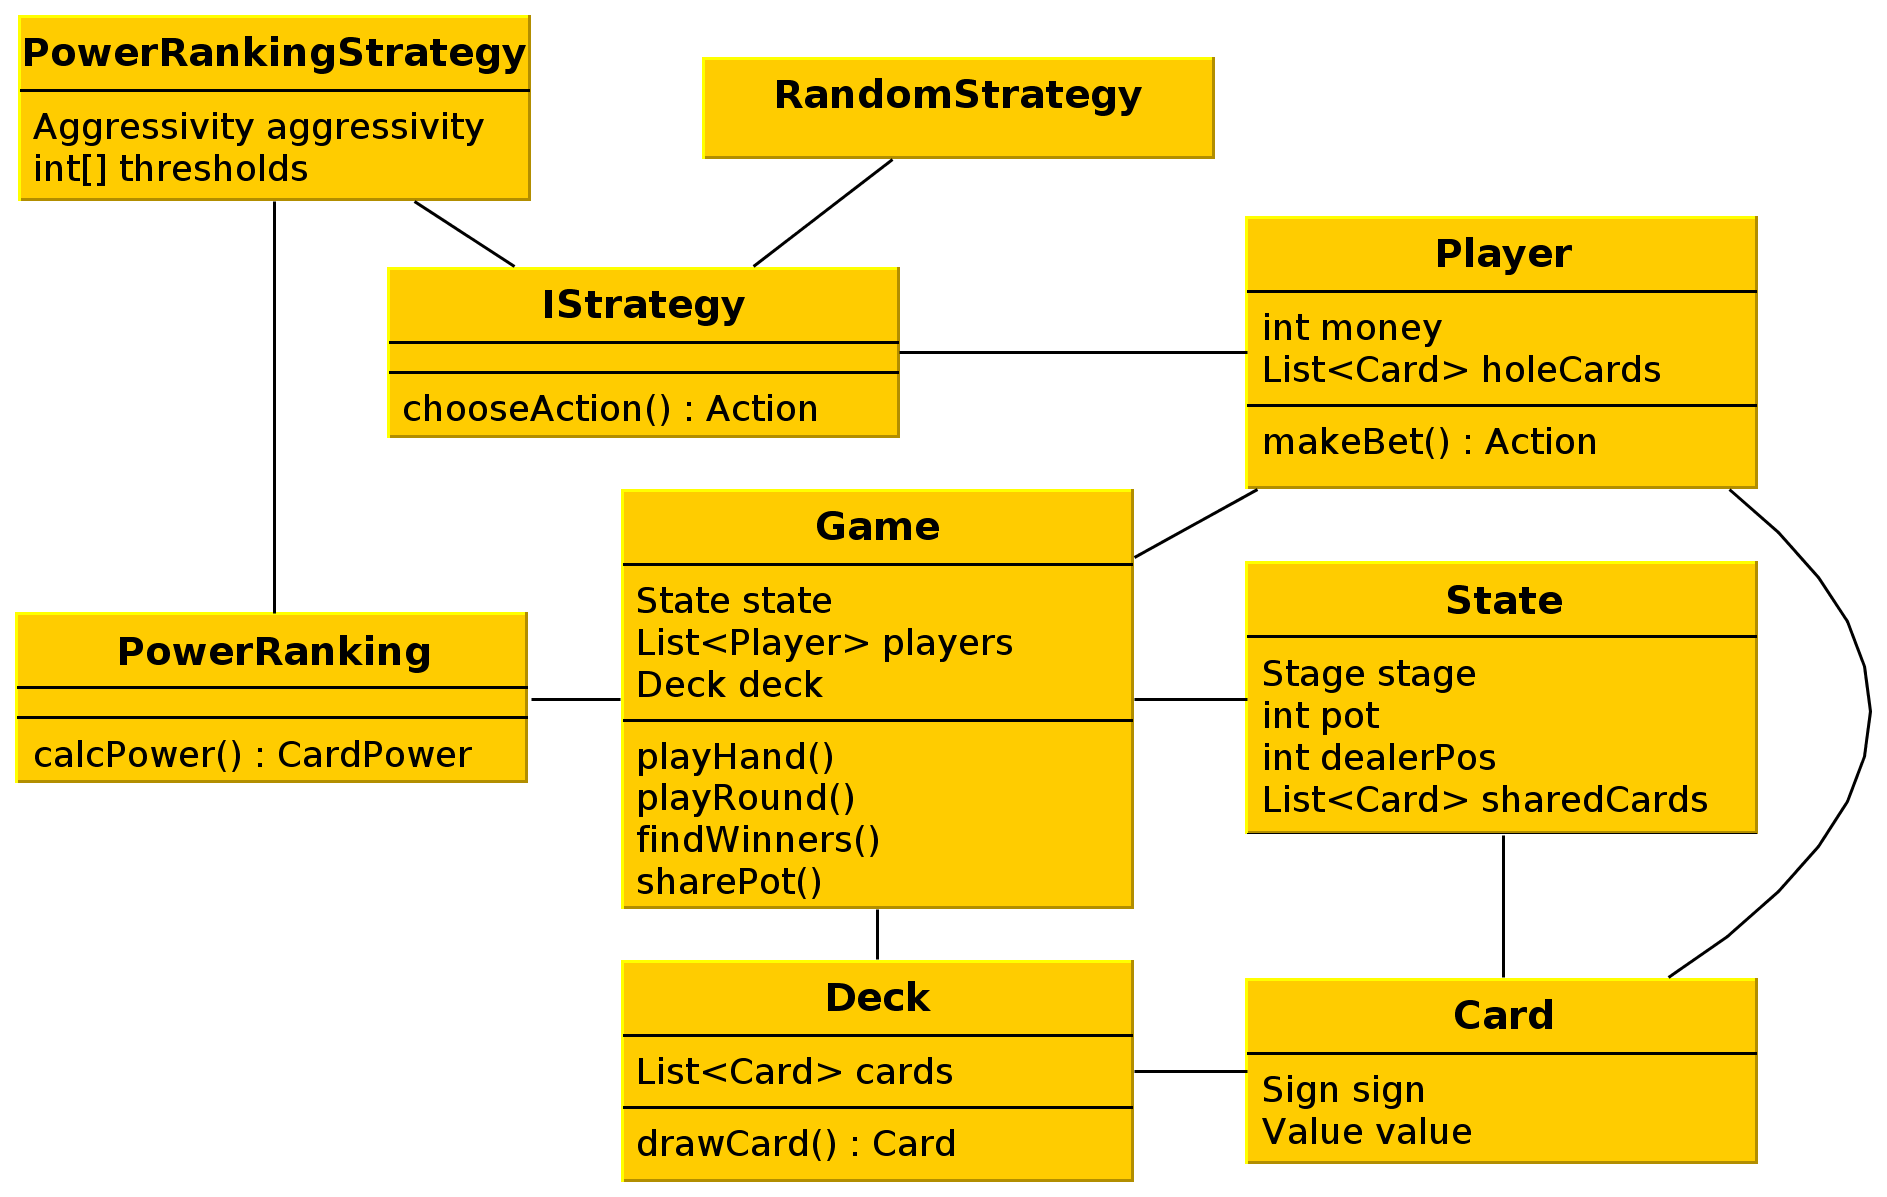 PowerRankingStrategy
Aggressivity aggressivity
int[] thresholds
RandomStrategy
IStrategy
chooseAction() : Action
Player
int money
List<Card> holeCards
makeBet() : Action
Game
State state
List<Player> players
Deck deck
playHand()
playRound()
findWinners()
sharePot()
State
Stage stage
int pot
int dealerPos
List<Card> sharedCards
PowerRanking
calcPower() : CardPower
Deck
List<Card> cards
drawCard() : Card
Card
Sign sign
Value value